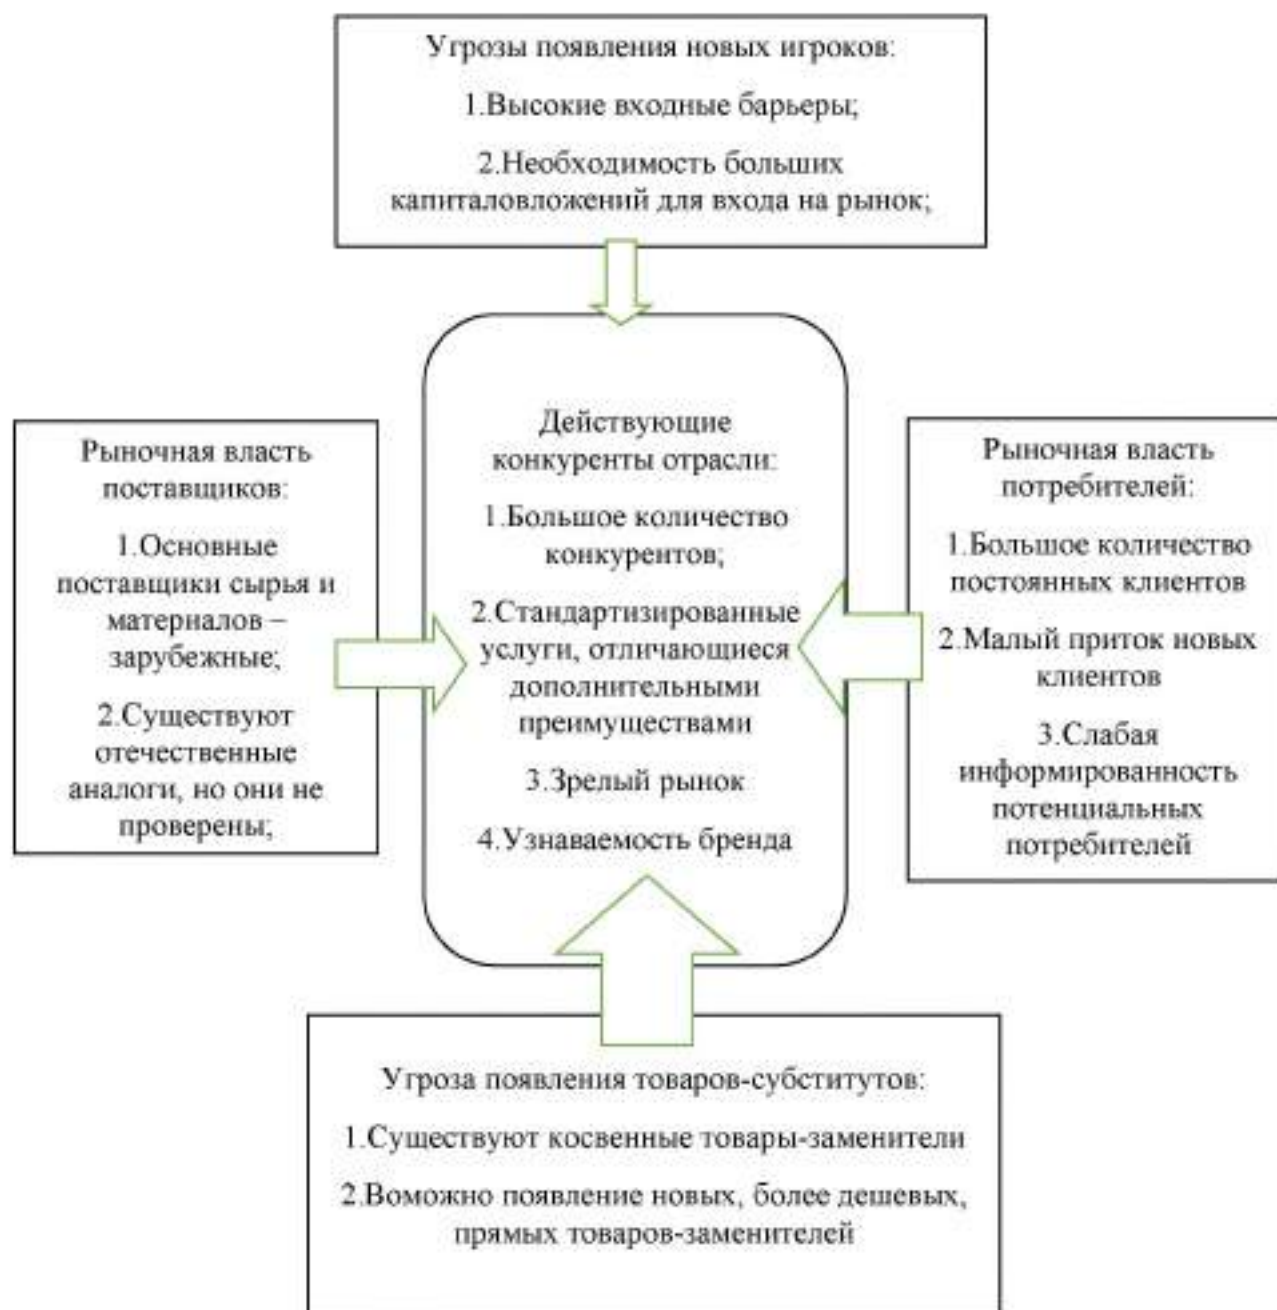 Угрозы появления новых игроков:
1.Высокие входные барьеры;
2.Необходимость больших
капиталовложений для входа на рынок;
Рыночная власть
поставщиков:
1.Основные
поставщики сырья и
материалов –
зарубежные;
2.Существуют
отечественные
аналоги, но они не
проверены;
Действующие
конкуренты отрасли:
1.Большое количество
конкурентов;
2.Стандартизированные
услуги, отличающиеся
дополнительными
преимуществами
3.Зрелый рынок
4.Узнаваемость бренда
Рыночная власть
потребителей:
1.Большое количество
постоянных клиентов
2.Малый приток новых
клиентов
3.Слабая
информированность
потенциальных
потребителей
Угроза появления товаров-субститутов:
1.Существуют косвенные товары-заменители
2.Воможно появление новых, более дешевых,
прямых товаров-заменителей